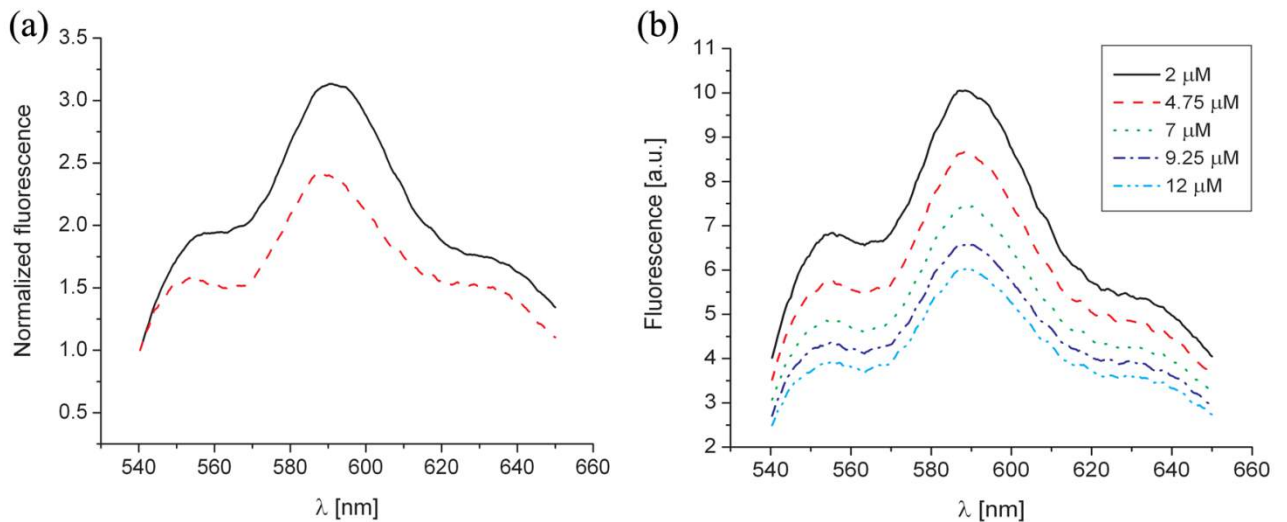 (a)
3.5
3.0
2.5
2.0
1.5
1.0
0.5
Normalized fluorescence
540 560 580 600 620 640 660
λ [nm]
(b)
11
10
9
8
7
6
5
4
3
2
Fluorescence [a.u.]
2 μM
4.75 μM
7 μM
9.25 μM
12 μM
540 560 580 600 620 640 660
λ [nm]